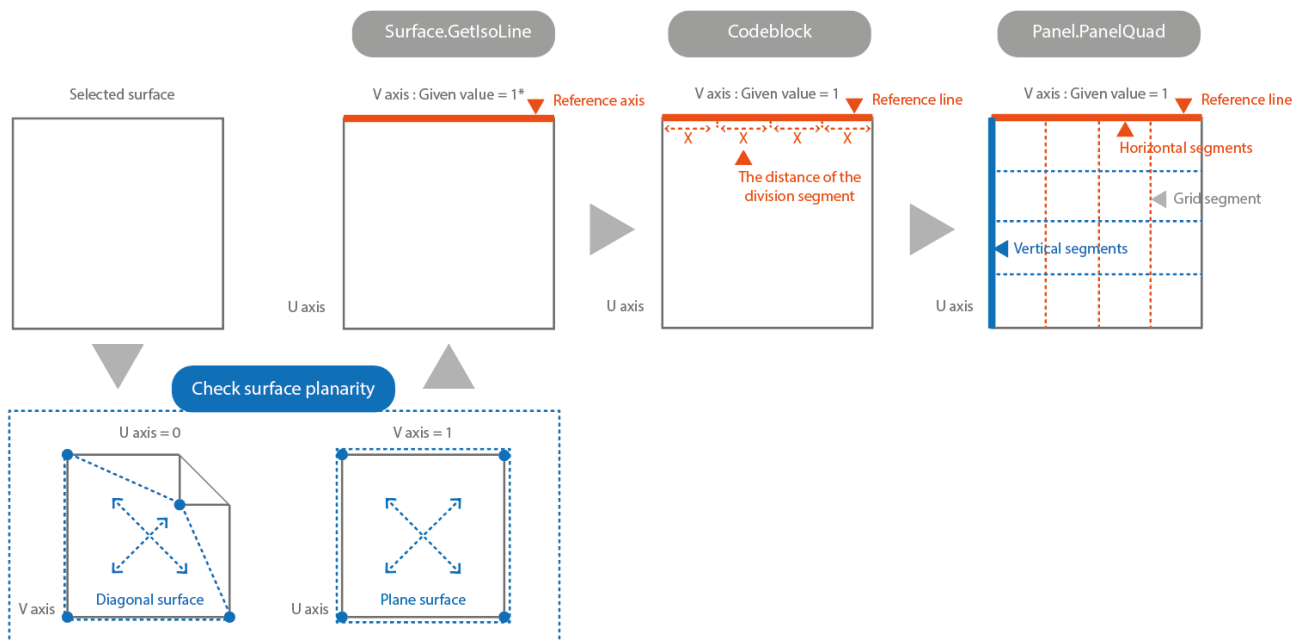 Surface.GetIsoLine
Codeblock
Panel.PanelQuad
Selected surface
V axis : Given value = 1*
Reference axis
V axis : Given value = 1
Reference line
V axis : Given value = 1
Reference line
X
X
X
X
Horizontal segments
The distance of the
division segment
Grid segment
Vertical segments
U axis
U axis
U axis
Check surface planarity
U axis = 0
V axis = 1
Diagonal surface
Plane surface
V axis
U axis